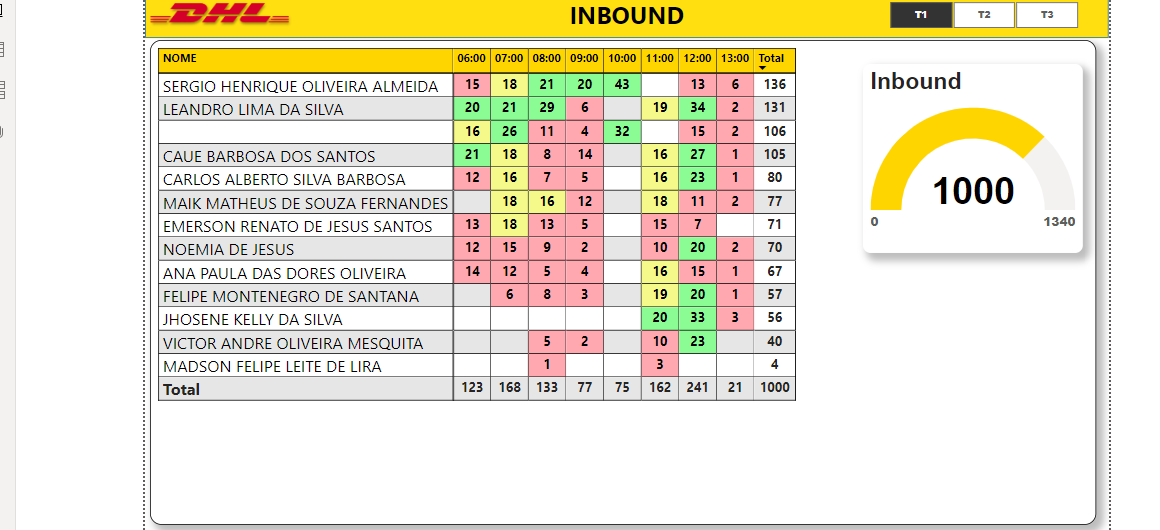 DHL INBOUND T1 T2 T3
NOME 06:00 07:00 08:00 09:00 10:00 11:00 12:00 13:00 Total
SERGIO HENRIQUE OLIVEIRA ALMEIDA 15 18 21 20 43 13 6 136
LEANDRO LIMA DA SILVA 20 21 29 6 19 34 2 131
16 26 11 4 32 15 2 106
CAUE BARBOSA DOS SANTOS 21 18 8 14 16 27 1 105
CARLOS ALBERTO SILVA BARBOSA 12 16 7 5 16 23 1 80
MAIK MATHEUS DE SOUZA FERNANDES 18 16 12 18 11 2 77
EMERSON RENATO DE JESUS SANTOS 13 18 13 5 15 7 71
NOEMIA DE JESUS 12 15 9 2 10 20 2 70
ANA PAULA DAS DORES OLIVEIRA 14 12 5 4 16 15 1 67
FELIPE MONTENEGRO DE SANTANA 6 8 3 19 20 1 57
JHOSENE KELLY DA SILVA 20 33 3 56
VICTOR ANDRE OLIVEIRA MESQUITA 5 2 10 23 40
MADSON FELIPE LEITE DE LIRA 1 3 4
Total 123 168 133 77 75 162 241 21 1000
Inbound
1000
0 1340